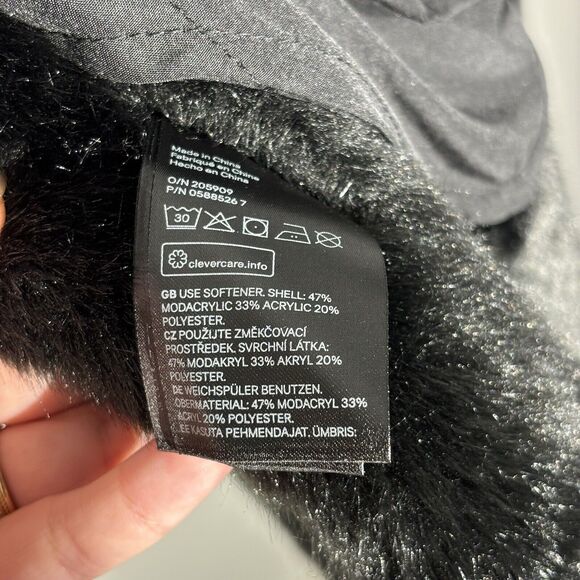 Made in China
Fabriqué en Chine
Hecho en China
O/N 205909
P/N 0588526 7
30
clevercare.info
GB USE SOFTENER. SHELL: 47%
MODACRYLIC 33% ACRYLIC 20%
POLYESTER.
CZ POUŽIJTE ZMĚKČOVACÍ
PROSTŘEDEK. SVRCHNÍ LÁTKA:
47% MODAKRYL 33% AKRYL 20%
POLYESTER.
DE WEICHSPÜLER BENUTZEN.
OBERMATERIAL: 47% MODACRYL 33%
ACRYL 20% POLYESTER.
EE KASUTA PEHMENDAJAT. ÜMBRIS: